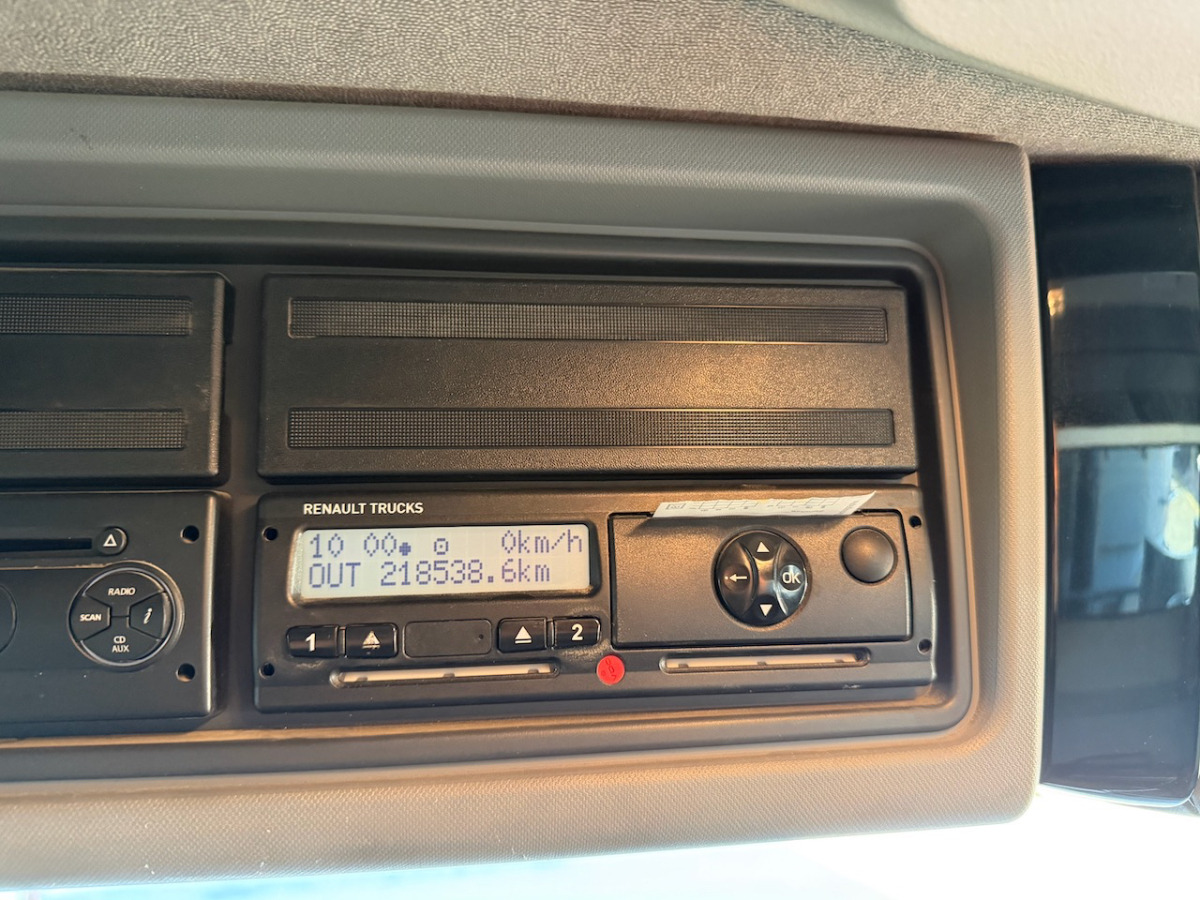 RENAULT TRUCKS
10 00 0km/h
OUT 218538.6km
1
2
OK
RADIO
SCAN
i
CD
AUX